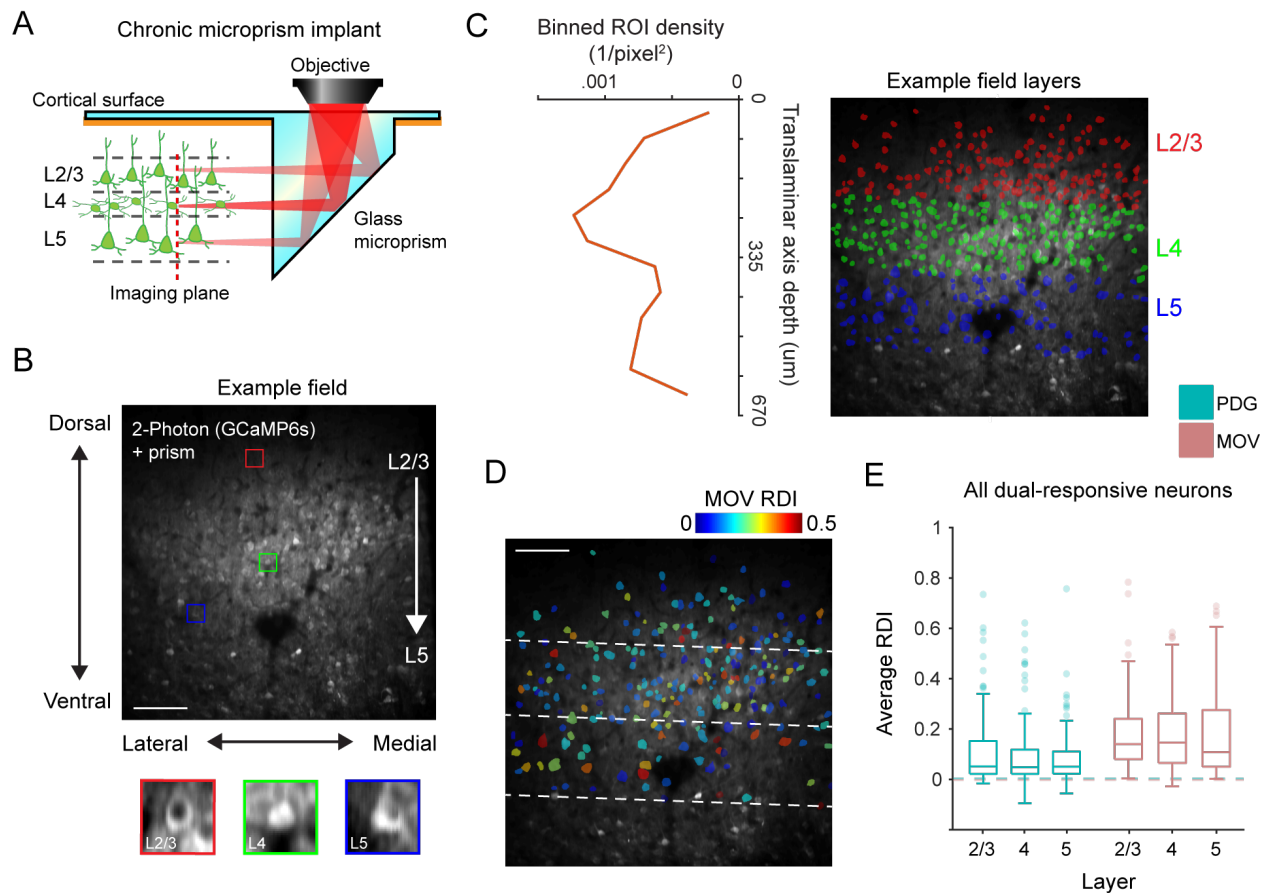 A
Chronic microprism implant
Objective
Cortical surface
L2/3
L4
L5
Glass
microprism
Imaging plane
B
Example field
Dorsal
2-Photon (GCaMP6s)
+ prism
L2/3
L5
Ventral
Lateral
Medial
L2/3
L4
L5
C
Binned ROI density
(1/pixel²)
.001
0
0
335
670
Translaminar axis depth (um)
Example field layers
L2/3
L4
L5
PDG
MOV
D
MOV RDI
0
0.5
E
All dual-responsive neurons
Average RDI
1
0.8
0.6
0.4
0.2
0
2/3 4 5 2/3 4 5
Layer